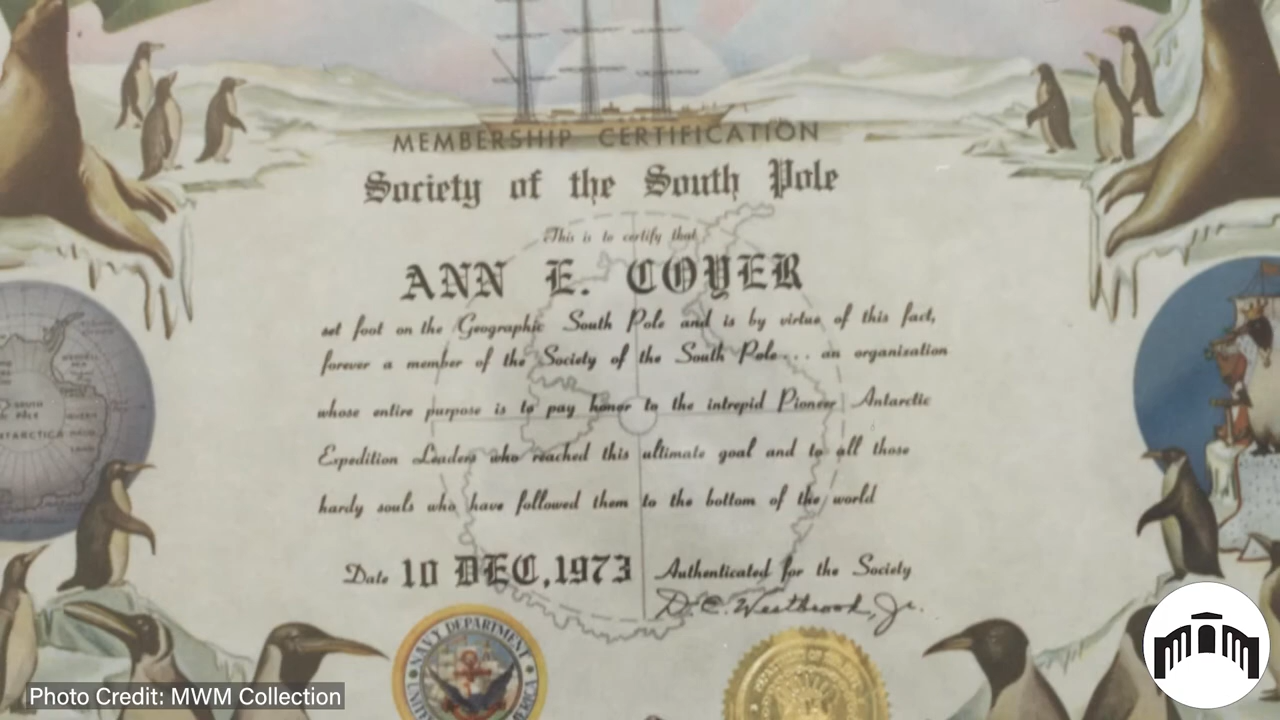 MEMBERSHIP CERTIFICATION
Society of the South Pole
This is to certify that
ANN E. COYER
set foot on the Geographic South Pole and is by virtue of this fact,
forever a member of the Society of the South Pole... an organization
whose entire purpose is to pay honor to the intrepid Pioneer Antarctic
Expedition Leaders who reached this ultimate goal and to all those
hardy souls who have followed them to the bottom of the world
Date 10 DEC, 1973 Authenticated for the Society
D. C. Westbrook, Jr.
SOUTH
POLE
NAVY DEPARTMENT
Photo Credit: MWM Collection